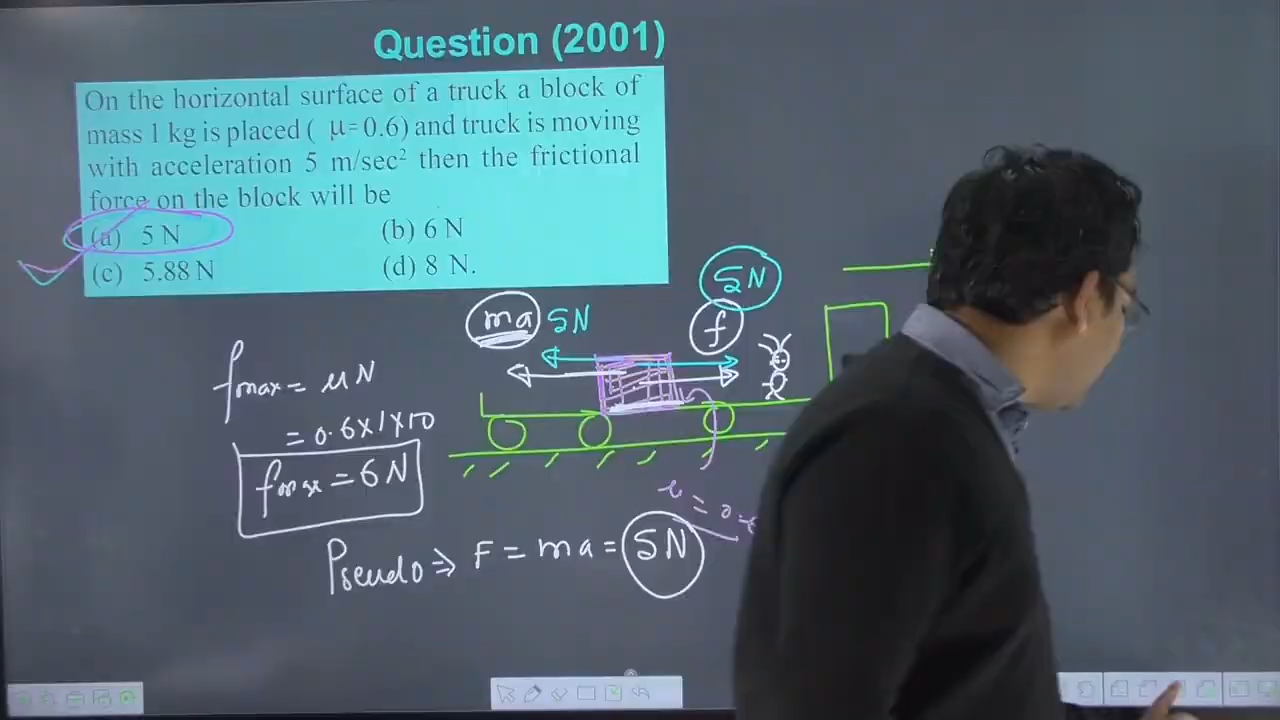 Question (2001)
On the horizontal surface of a truck a block of
mass 1 kg is placed ( μ=0.6) and truck is moving
with acceleration 5 m/sec² then the frictional
force on the block will be
(a) 5 N (b) 6 N
(c) 5.88 N (d) 8 N.
5N
ma 5N f
fmax = μN
= 0.6×1×10
fmax = 6N
Pseudo ⇒ F = ma = 5N